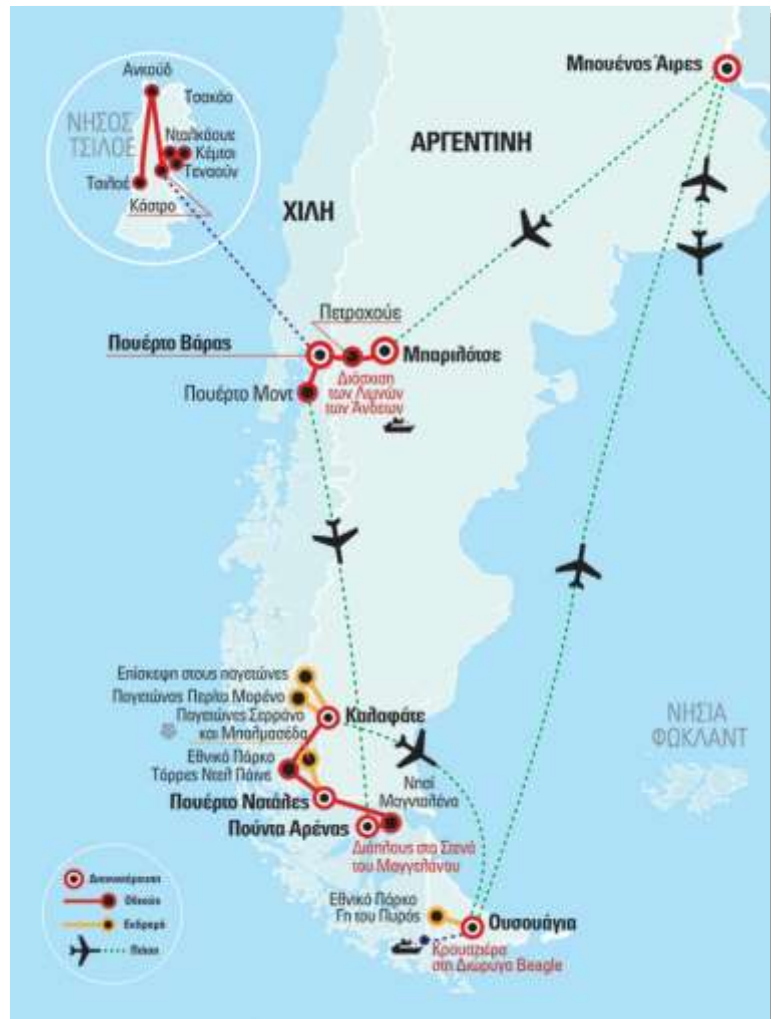 Ανκούδ
Τσακάο
ΝΗΣΟΣ
ΤΣΙΛΟΕ
Νταλκάουε
Κέμτσι
Τεναούν
Τσιλοέ
Κάστρο
Μπουένος Άιρες
ΑΡΓΕΝΤΙΝΗ
ΧΙΛΗ
Πετροχούε
Πουέρτο Βάρας
Μπαριλότσε
Διάσχιση
των Λιμνών
των Άνδεων
Πουέρτο Μοντ
Επίσκεψη στους παγετώνες
Παγετώνας Περίτο Μορένο
Παγετώνες Σερράνο
και Μπαλμασέδα
Καλαφάτε
Εθνικό Πάρκο
Τόρρες Ντελ Πάινε
Νησί
Μαγνταλένα
Πουέρτο Νατάλες
Πούντα Αρένας
Διάπλους στα Στενά
του Μαγγελάνου
ΝΗΣΙΑ
ΦΩΚΛΑΝΤ
Εθνικό Πάρκο
Γη του Πυρός
Ουσουάγια
Κρουαζιέρα
στη Διώρυγα Beagle
Διανυκτέρευση
Οδικώς
Εκδρομή
Πτήση